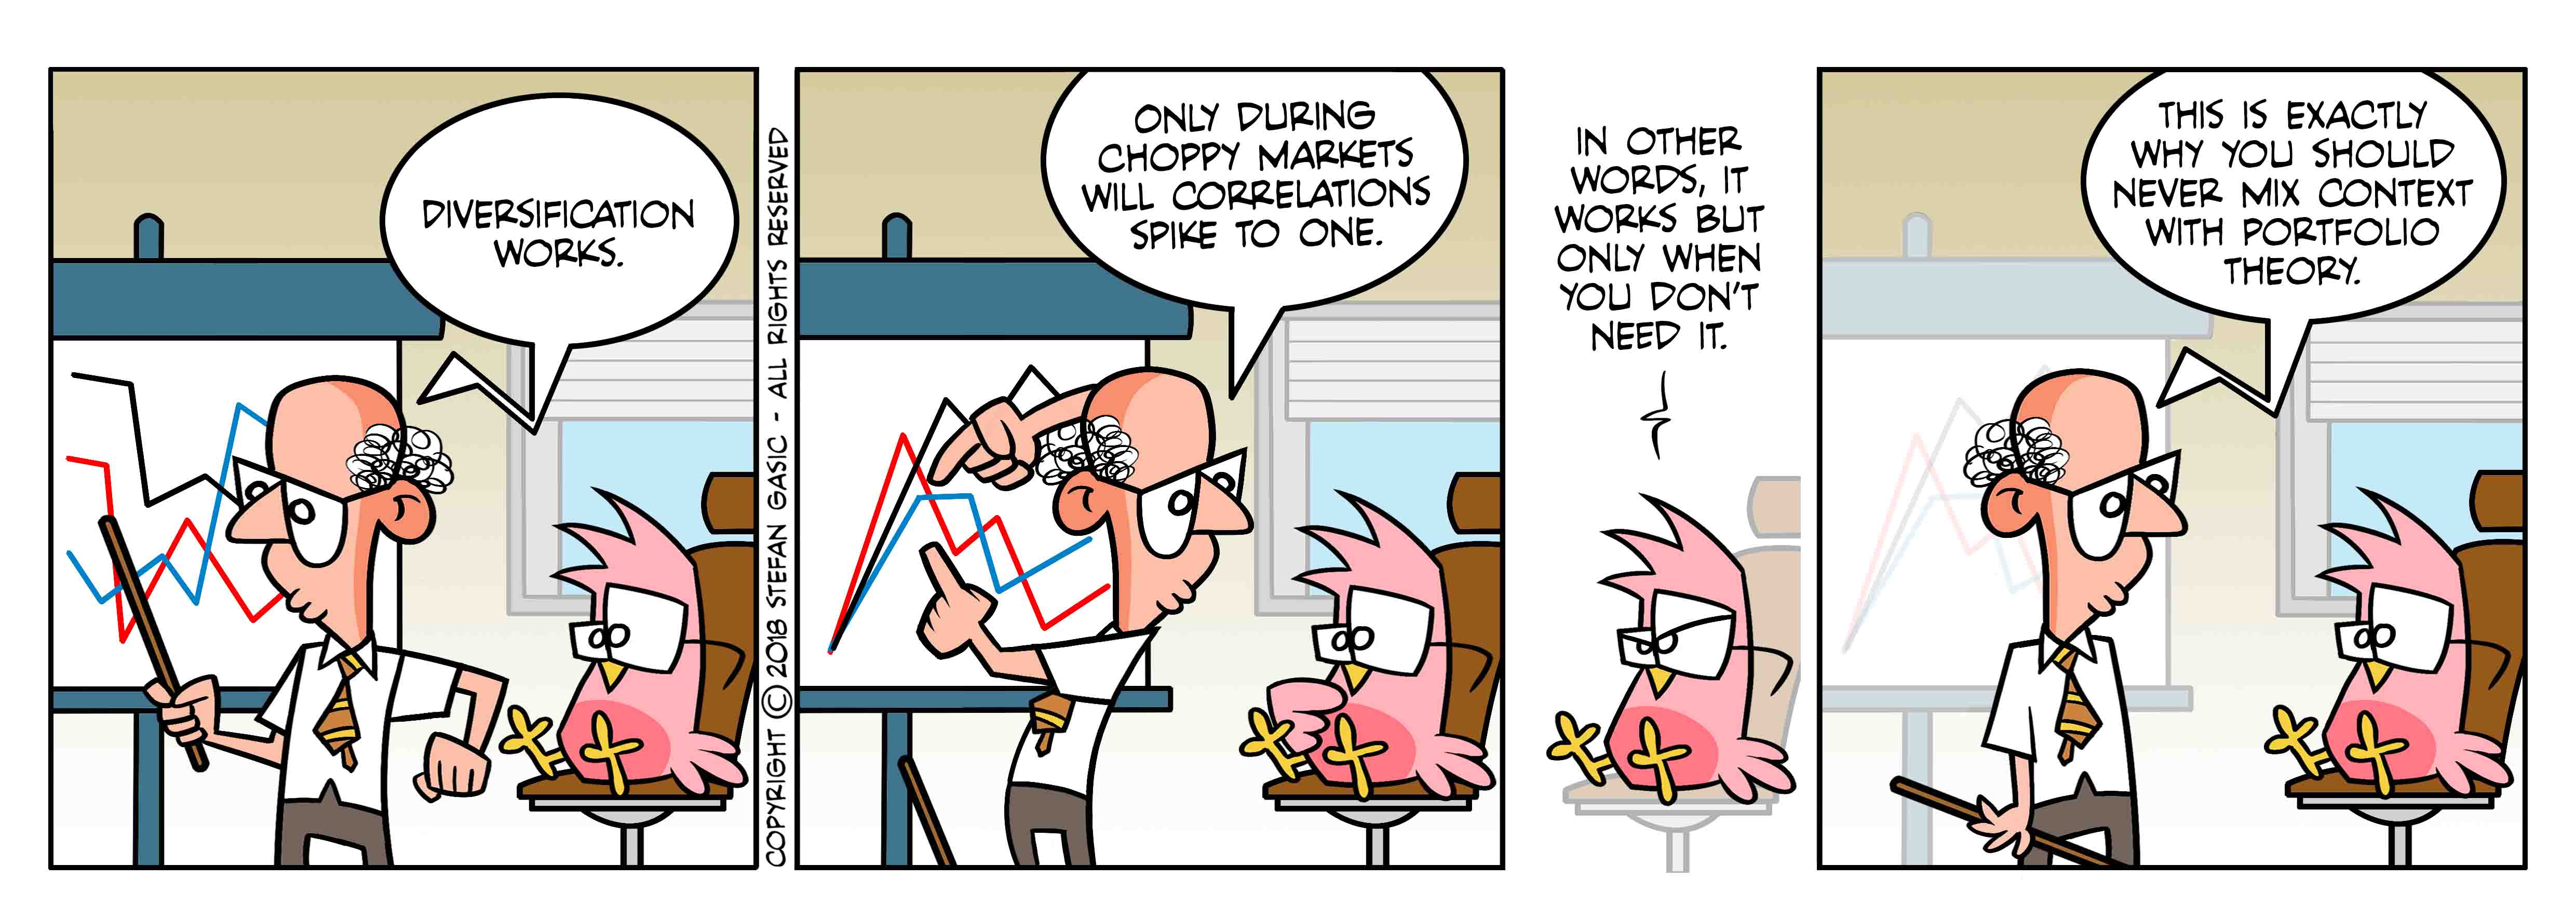 DIVERSIFICATION
WORKS.
COPYRIGHT © 2018 STEFAN GASIC - ALL RIGHTS RESERVED
ONLY DURING
CHOPPY MARKETS
WILL CORRELATIONS
SPIKE TO ONE.
IN OTHER
WORDS, IT
WORKS BUT
ONLY WHEN
YOU DON'T
NEED IT.
THIS IS EXACTLY
WHY YOU SHOULD
NEVER MIX CONTEXT
WITH PORTFOLIO
THEORY.